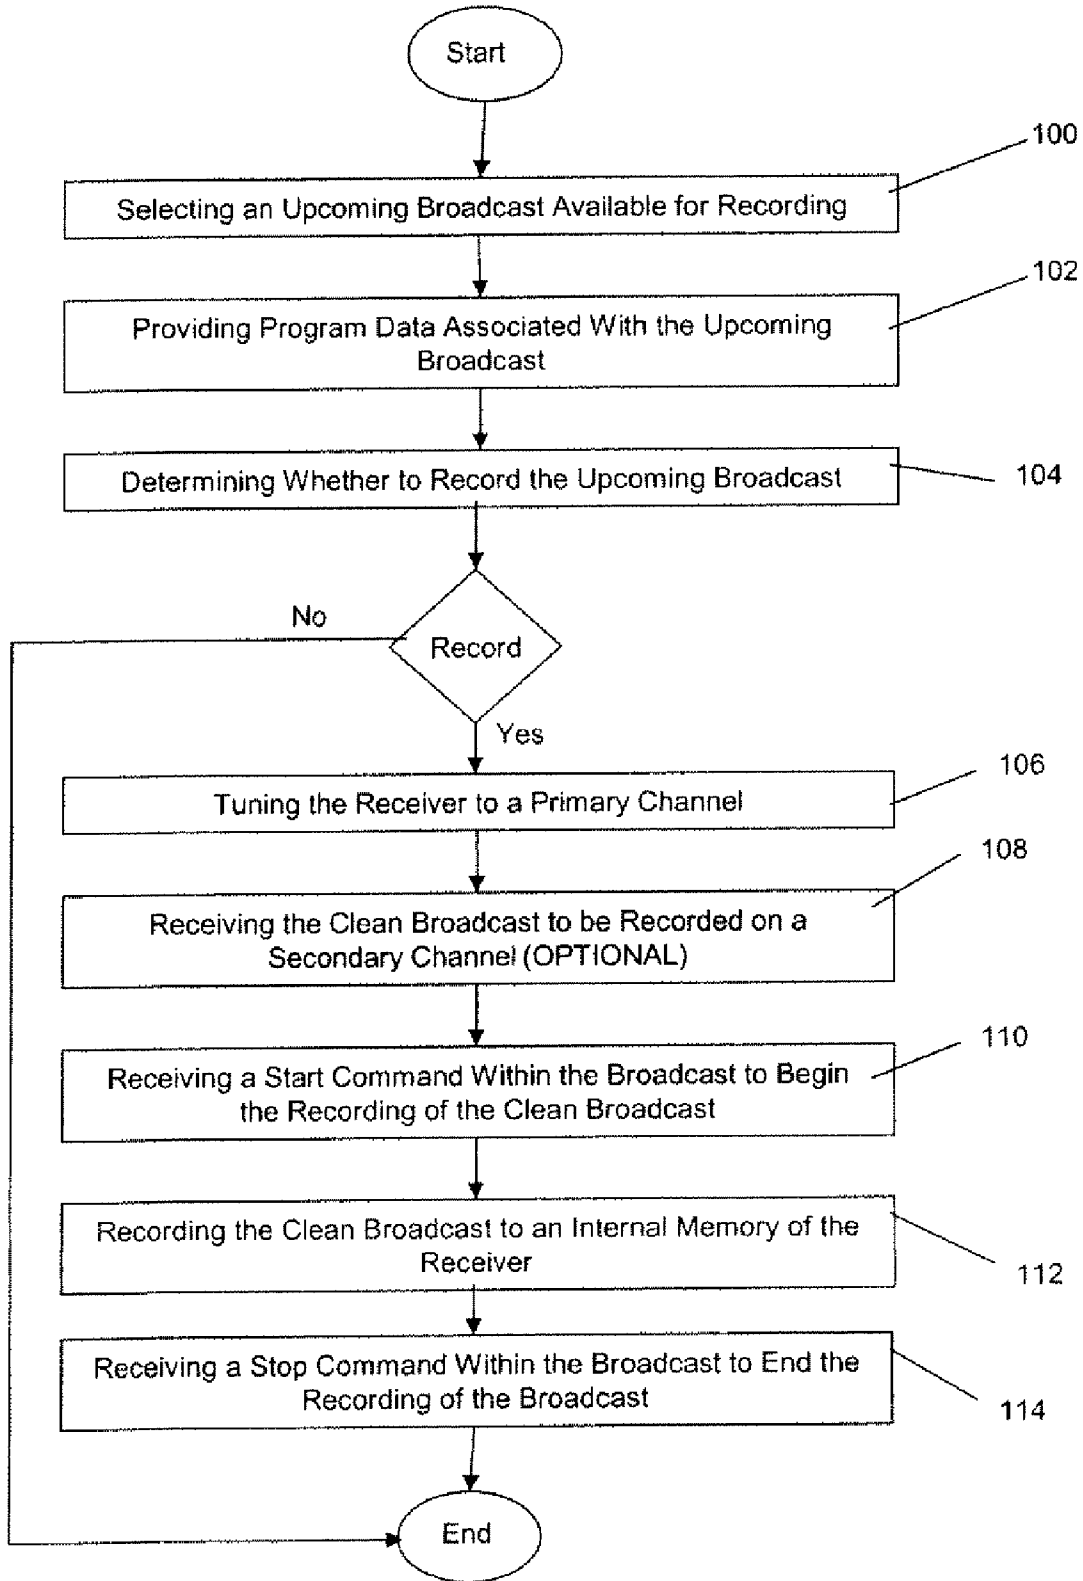 Start
100
Selecting an Upcoming Broadcast Available for Recording
102
Providing Program Data Associated With the Upcoming
Broadcast
Determining Whether to Record the Upcoming Broadcast
104
No
Record
Yes
106
Tuning the Receiver to a Primary Channel
108
Receiving the Clean Broadcast to be Recorded on a
Secondary Channel (OPTIONAL)
110
Receiving a Start Command Within the Broadcast to Begin
the Recording of the Clean Broadcast
Recording the Clean Broadcast to an Internal Memory of the
Receiver
112
Receiving a Stop Command Within the Broadcast to End the
Recording of the Broadcast
114
End